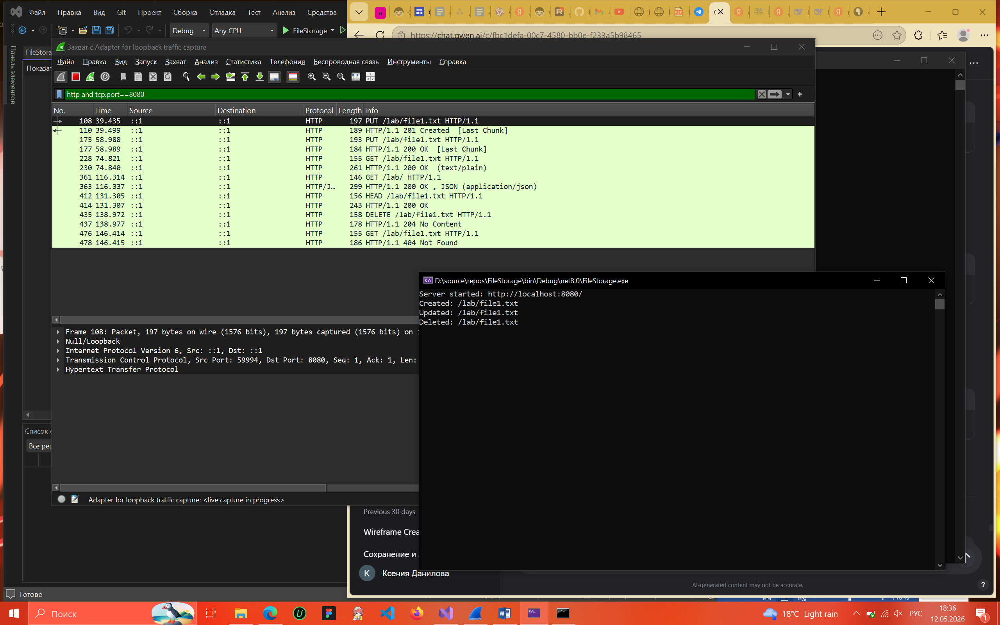 Файл Правка Вид Git Проект Сборка Отладка Тест Анализ Средства
Debug Any CPU FileStorage
https://chat.qwen.ai/c/fbc1defa-00c7-4580-bb0e-f233a5b98465
Панель элементов
FileStora
Показат
Захват с Adapter for loopback traffic capture
Файл Правка Вид Запуск Захват Анализ Статистика Телефония Беспроводная связь Инструменты Справка
http and tcp.port==8080
No. Time Source Destination Protocol Length Info
108 39.435 ::1 ::1 HTTP 197 PUT /lab/file1.txt HTTP/1.1
110 39.499 ::1 ::1 HTTP 189 HTTP/1.1 201 Created [Last Chunk]
175 58.988 ::1 ::1 HTTP 193 PUT /lab/file1.txt HTTP/1.1
177 58.989 ::1 ::1 HTTP 184 HTTP/1.1 200 OK [Last Chunk]
228 74.821 ::1 ::1 HTTP 155 GET /lab/file1.txt HTTP/1.1
230 74.840 ::1 ::1 HTTP 261 HTTP/1.1 200 OK (text/plain)
361 116.314 ::1 ::1 HTTP 146 GET /lab/ HTTP/1.1
363 116.337 ::1 ::1 HTTP/J… 299 HTTP/1.1 200 OK , JSON (application/json)
412 131.305 ::1 ::1 HTTP 156 HEAD /lab/file1.txt HTTP/1.1
414 131.307 ::1 ::1 HTTP 243 HTTP/1.1 200 OK
435 138.972 ::1 ::1 HTTP 158 DELETE /lab/file1.txt HTTP/1.1
437 138.977 ::1 ::1 HTTP 178 HTTP/1.1 204 No Content
476 146.414 ::1 ::1 HTTP 155 GET /lab/file1.txt HTTP/1.1
478 146.415 ::1 ::1 HTTP 186 HTTP/1.1 404 Not Found
D:\source\repos\FileStorage\bin\Debug\net8.0\FileStorage.exe
Server started: http://localhost:8080/
Created: /lab/file1.txt
Updated: /lab/file1.txt
Deleted: /lab/file1.txt
Frame 108: Packet, 197 bytes on wire (1576 bits), 197 bytes captured (1576 bits) on
Null/Loopback
Internet Protocol Version 6, Src: ::1, Dst: ::1
Transmission Control Protocol, Src Port: 59994, Dst Port: 8080, Seq: 1, Ack: 1, Len:
Hypertext Transfer Protocol
Список
Все реш
Adapter for loopback traffic capture: <live capture in progress>
Previous 30 days
Wireframe Crea
Сохранение и
К Ксения Данилова
AI-generated content may not be accurate.
?
Готово
Поиск
18°C Light rain
РУС
18:36
12.05.2026
1